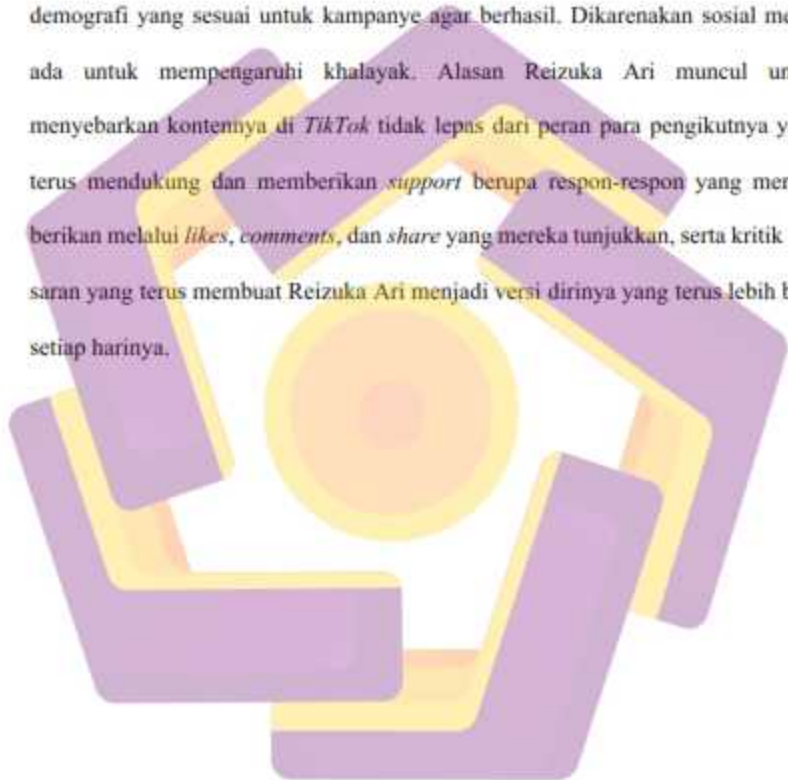 demografi yang sesuai untuk kampanye agar berhasil. Dikarenakan sosial me
ada untuk mempengaruhi khalayak. Alasan Reizuka Ari muncul un
menyebarkan kontennya di TikTok tidak lepas dari peran para pengikutnya y
terus mendukung dan memberikan support berupa respon-respon yang mer
berikan melalui likes, comments, dan share yang mereka tunjukkan, serta kritik
saran yang terus membuat Reizuka Ari menjadi versi dirinya yang terus lebih b
setiap harinya.